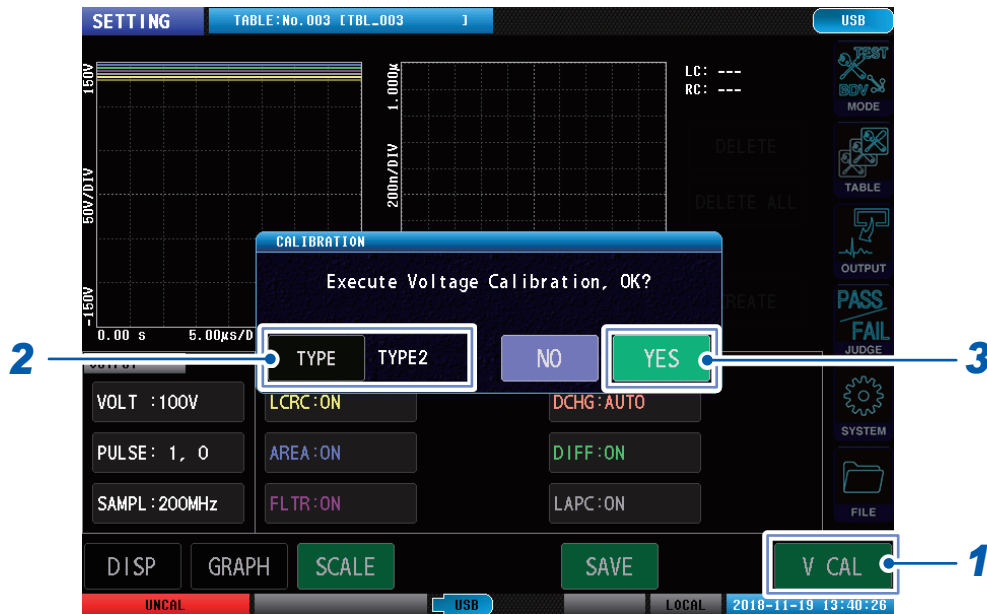 SETTING
TABLE:No.003 [TBL_003 ]
USB
150V
50V/DIV
-150V
0.00 s 5.00µs/D
1.000µ
200n/DIV
LC: ---
RC: ---
DELETE
DELETE ALL
CREATE
TEST
BDV
MODE
TABLE
OUTPUT
PASS
FAIL
JUDGE
SYSTEM
FILE
CALIBRATION
Execute Voltage Calibration, OK?
2
TYPE TYPE2
NO
YES
3
OUTPUT
VOLT :100V
PULSE: 1, 0
SAMPL:200MHz
LCRC:ON
AREA:ON
FLTR:ON
DCHG:AUTO
DIFF:ON
LAPC:ON
DISP
GRAPH
SCALE
SAVE
V CAL
1
UNCAL
USB
LOCAL
2018-11-19 13:40:26